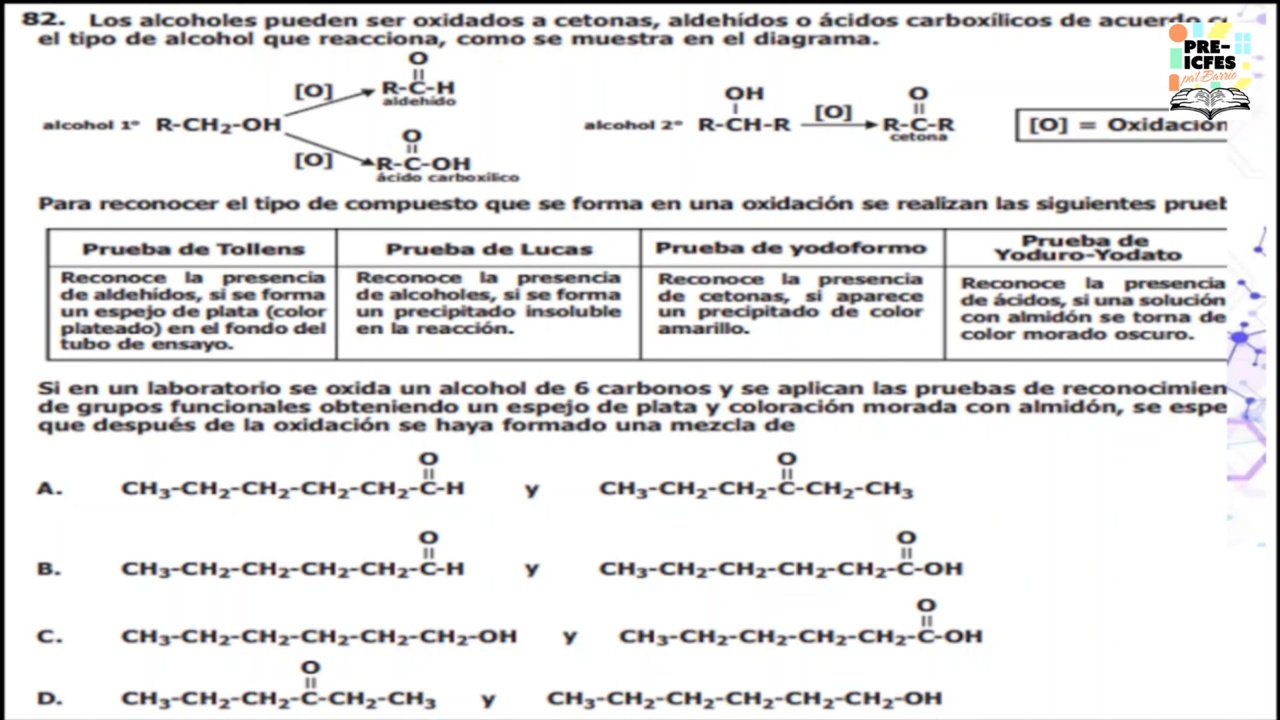 82. Los alcoholes pueden ser oxidados a cetonas, aldehídos o ácidos carboxílicos de acuerdo
el tipo de alcohol que reacciona, como se muestra en el diagrama.
PRE-
ICFES
pal Barrio
alcohol 1° R-CH₂-OH
[O]
O
||
R-C-H
aldehído
[O]
O
||
R-C-OH
ácido carboxílico
alcohol 2°
OH
|
R-CH-R
[O]
O
||
R-C-R
cetona
[O] = Oxidación
Para reconocer el tipo de compuesto que se forma en una oxidación se realizan las siguientes
Prueba de Tollens
Reconoce la presencia
de aldehídos, si se forma
un espejo de plata (color
plateado) en el fondo del
tubo de ensayo.
Prueba de Lucas
Reconoce la presencia
de alcoholes, si se forma
un precipitado insoluble
en la reacción.
Prueba de yodoformo
Reconoce la presencia
de cetonas, si aparece
un precipitado de color
amarillo.
Prueba de
Yoduro-Yodato
Reconoce la presencia
de ácidos, si una solución
con almidón se torna de
color morado oscuro.
Si en un laboratorio se oxida un alcohol de 6 carbonos y se aplican las pruebas de
de grupos funcionales obteniendo un espejo de plata y coloración morada con almidón, se
que después de la oxidación se haya formado una mezcla de
O
||
A. CH₃-CH₂-CH₂-CH₂-CH₂-C-H y
O
||
CH₃-CH₂-CH₂-C-CH₂-CH₃
O
||
B. CH₃-CH₂-CH₂-CH₂-CH₂-C-H y
O
||
CH₃-CH₂-CH₂-CH₂-CH₂-C-OH
C. CH₃-CH₂-CH₂-CH₂-CH₂-CH₂-OH y
O
||
CH₃-CH₂-CH₂-CH₂-CH₂-C-OH
O
||
D. CH₃-CH₂-CH₂-C-CH₂-CH₃ y CH₃-CH₂-CH₂-CH₂-CH₂-CH₂-OH